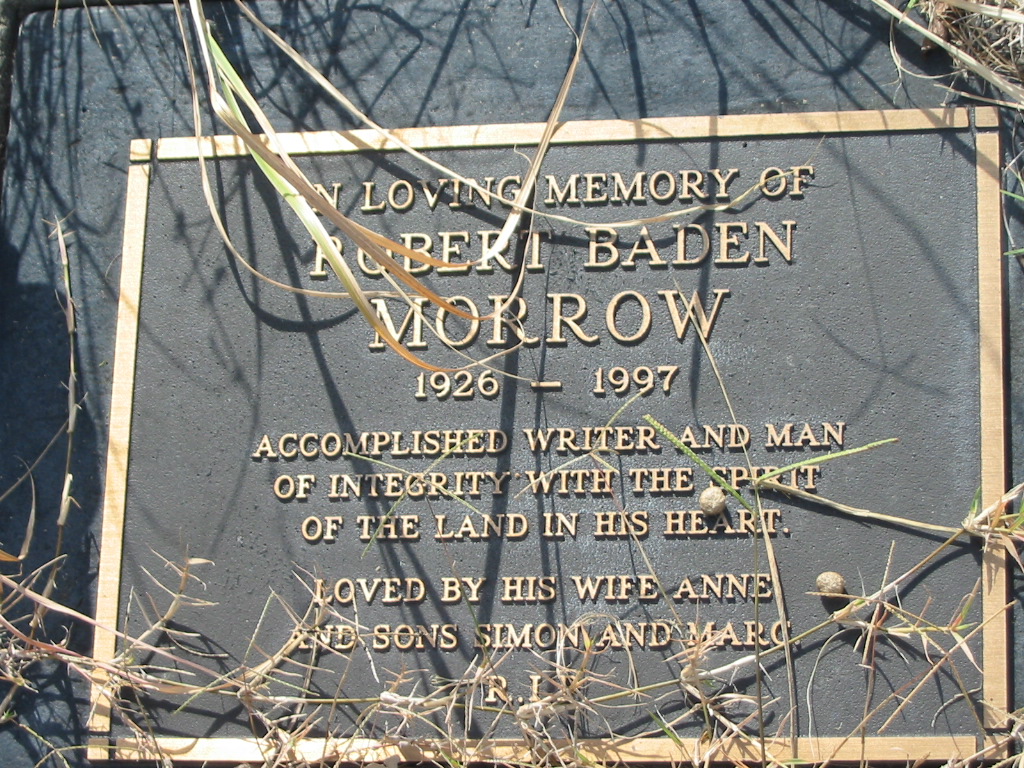 IN LOVING MEMORY OF
ROBERT BADEN
MORROW
1926 — 1997
ACCOMPLISHED WRITER AND MAN
OF INTEGRITY WITH THE SPIRIT
OF THE LAND IN HIS HEART.
LOVED BY HIS WIFE ANNE
AND SONS SIMON AND MARC
R.I.P